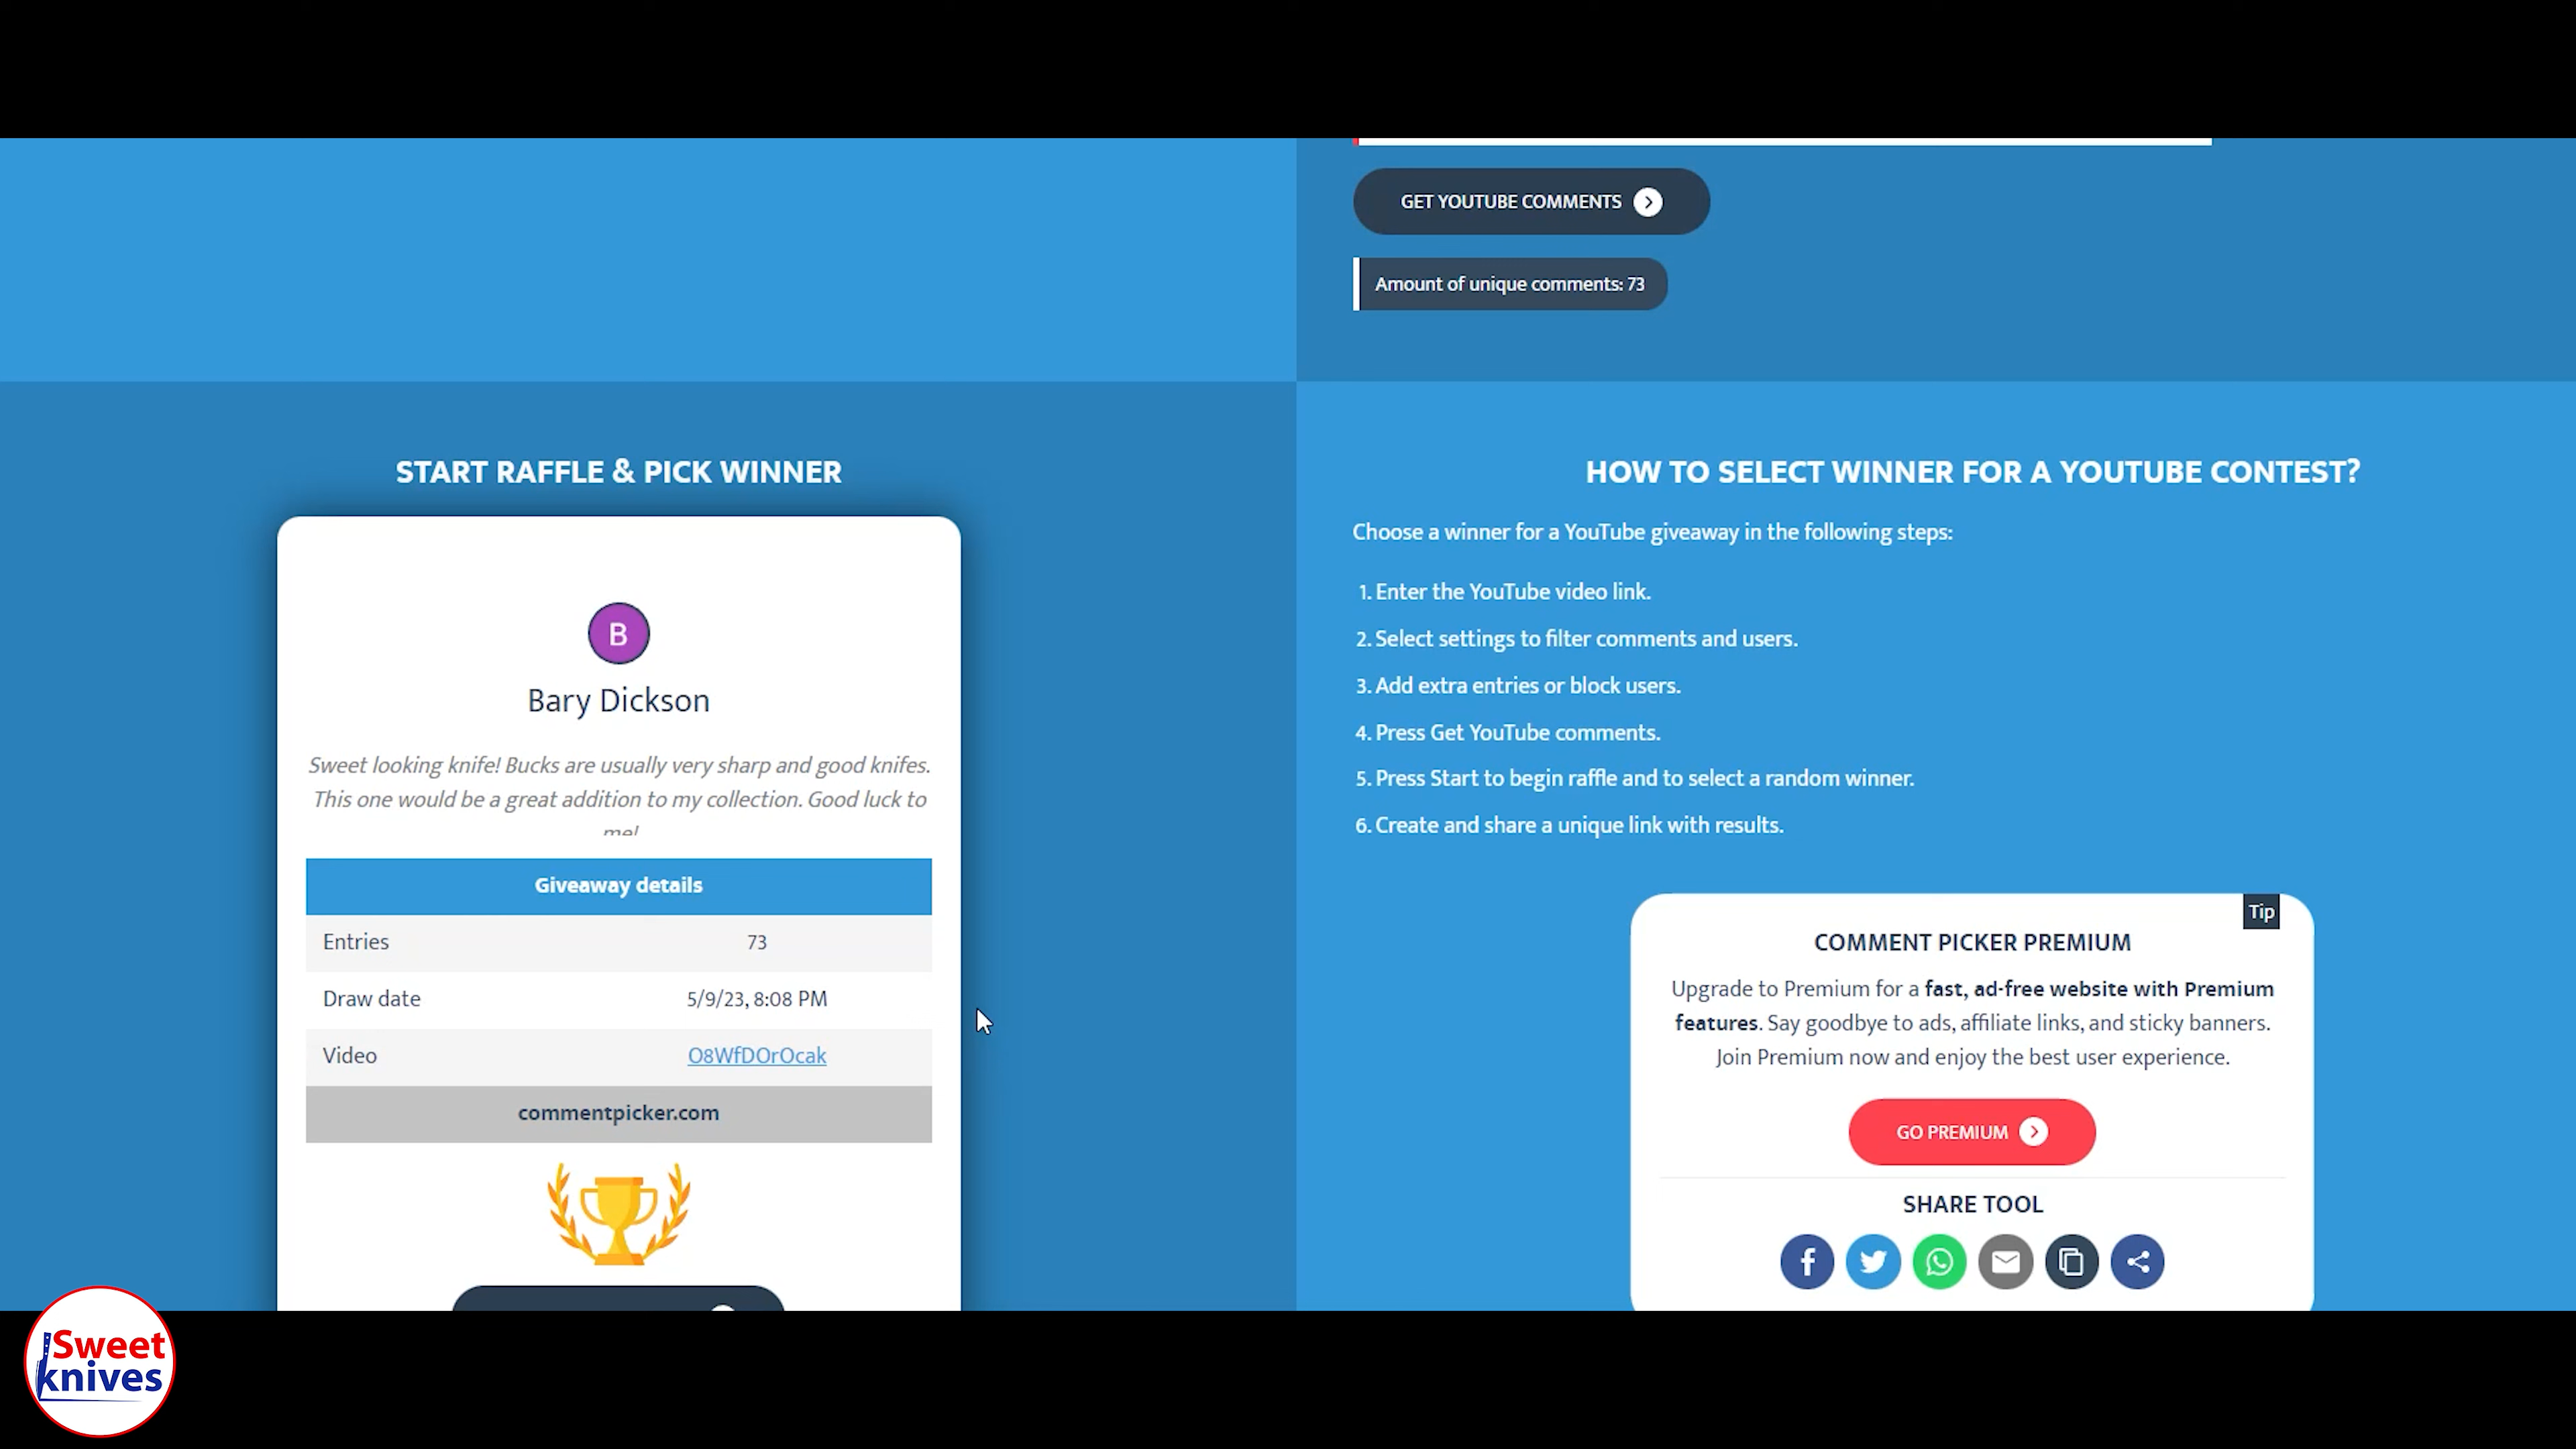 GET YOUTUBE COMMENTS
Amount of unique comments: 73
START RAFFLE & PICK WINNER
B
Bary Dickson
Sweet looking knife! Bucks are usually very sharp and good knifes.
This one would be a great addition to my collection. Good luck to
me!
Giveaway details
Entries 73
Draw date 5/9/23, 8:08 PM
Video O8WfDOrOcak
commentpicker.com
HOW TO SELECT WINNER FOR A YOUTUBE CONTEST?
Choose a winner for a YouTube giveaway in the following steps:
1. Enter the YouTube video link.
2. Select settings to filter comments and users.
3. Add extra entries or block users.
4. Press Get YouTube comments.
5. Press Start to begin raffle and to select a random winner.
6. Create and share a unique link with results.
Tip
COMMENT PICKER PREMIUM
Upgrade to Premium for a fast, ad-free website with Premium
features. Say goodbye to ads, affiliate links, and sticky banners.
Join Premium now and enjoy the best user experience.
GO PREMIUM
SHARE TOOL
Sweet
knives